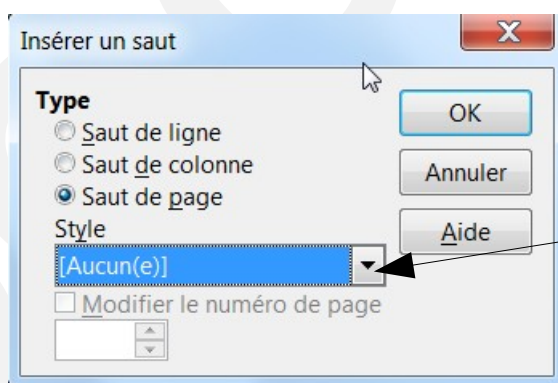 Insérer un saut
Type
Saut de ligne
Saut de colonne
Saut de page
Style
[Aucun(e)]
Modifier le numéro de page
OK
Annuler
Aide